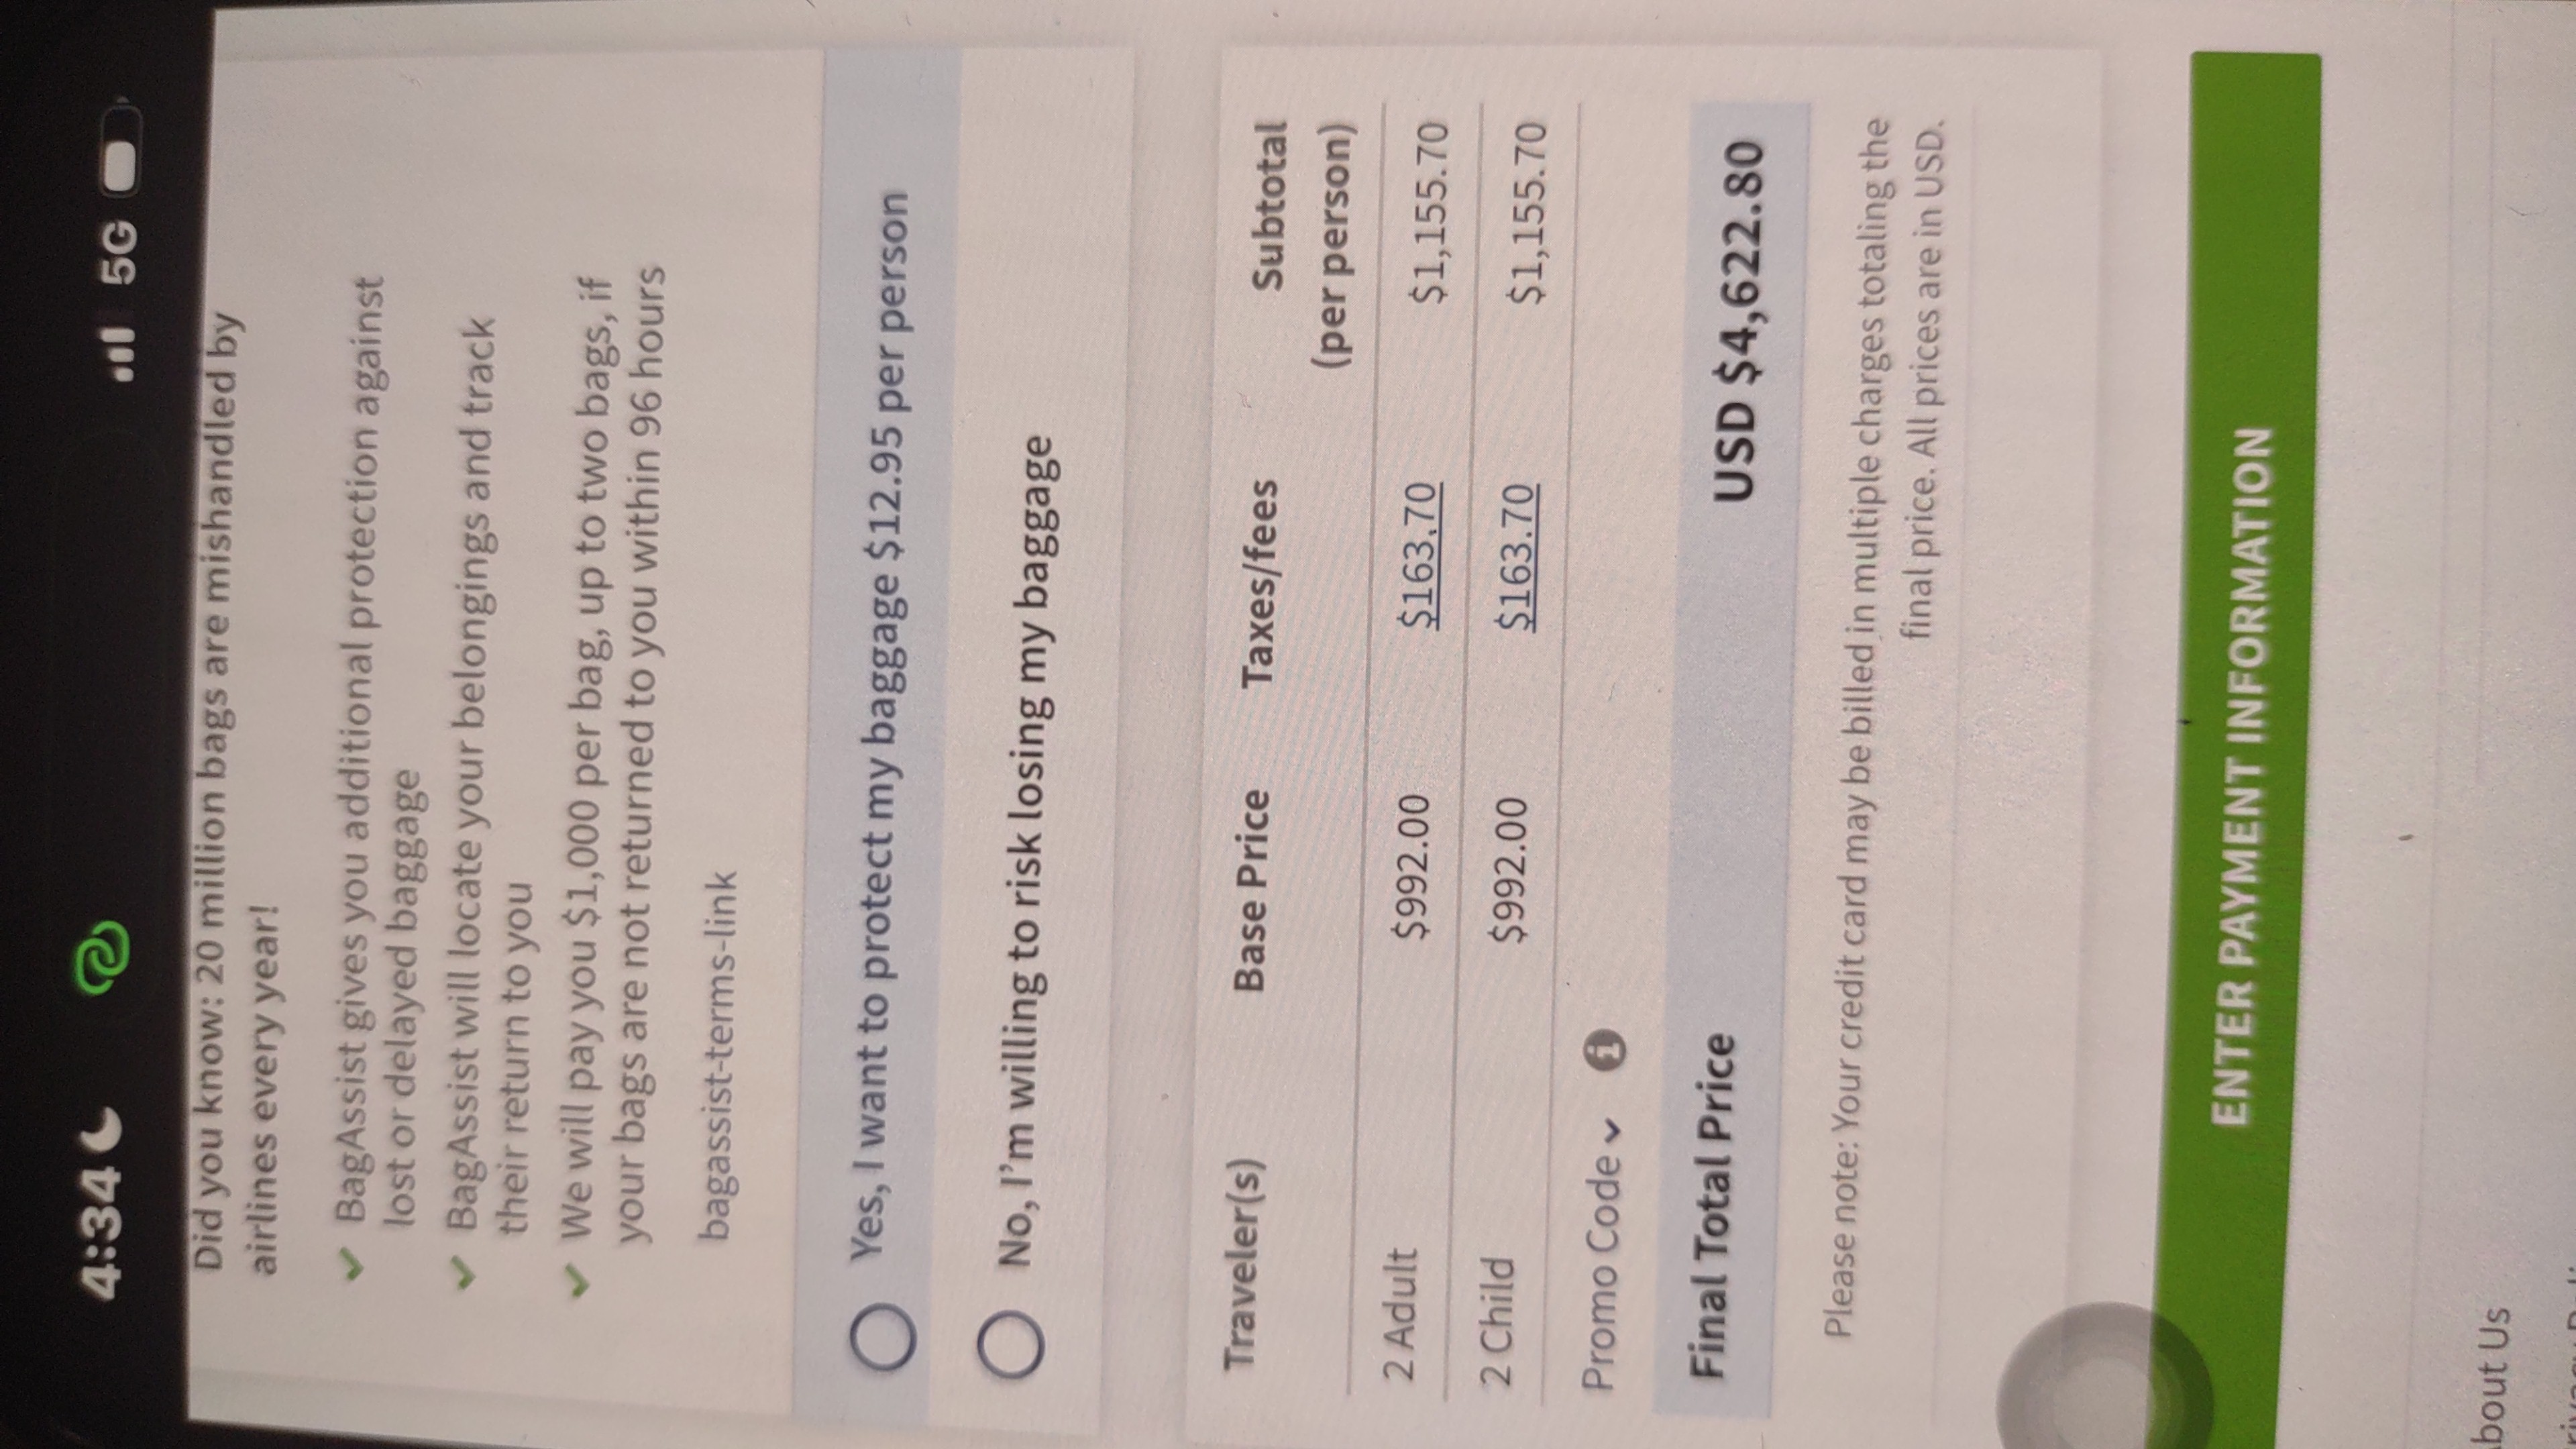 4:34
5G
Did you know: 20 million bags are mishandled by
airlines every year!
BagAssist gives you additional protection against
lost or delayed baggage
BagAssist will locate your belongings and track
their return to you
We will pay you $1,000 per bag, up to two bags, if
your bags are not returned to you within 96 hours
bagassist-terms-link
Yes, I want to protect my baggage $12.95 per person
No, I'm willing to risk losing my baggage
Traveler(s) Base Price Taxes/fees Subtotal
(per person)
2 Adult $992.00 $163.70 $1,155.70
2 Child $992.00 $163.70 $1,155.70
Promo Code
Final Total Price USD $4,622.80
Please note: Your credit card may be billed in multiple charges totaling the
final price. All prices are in USD.
ENTER PAYMENT INFORMATION
bout Us